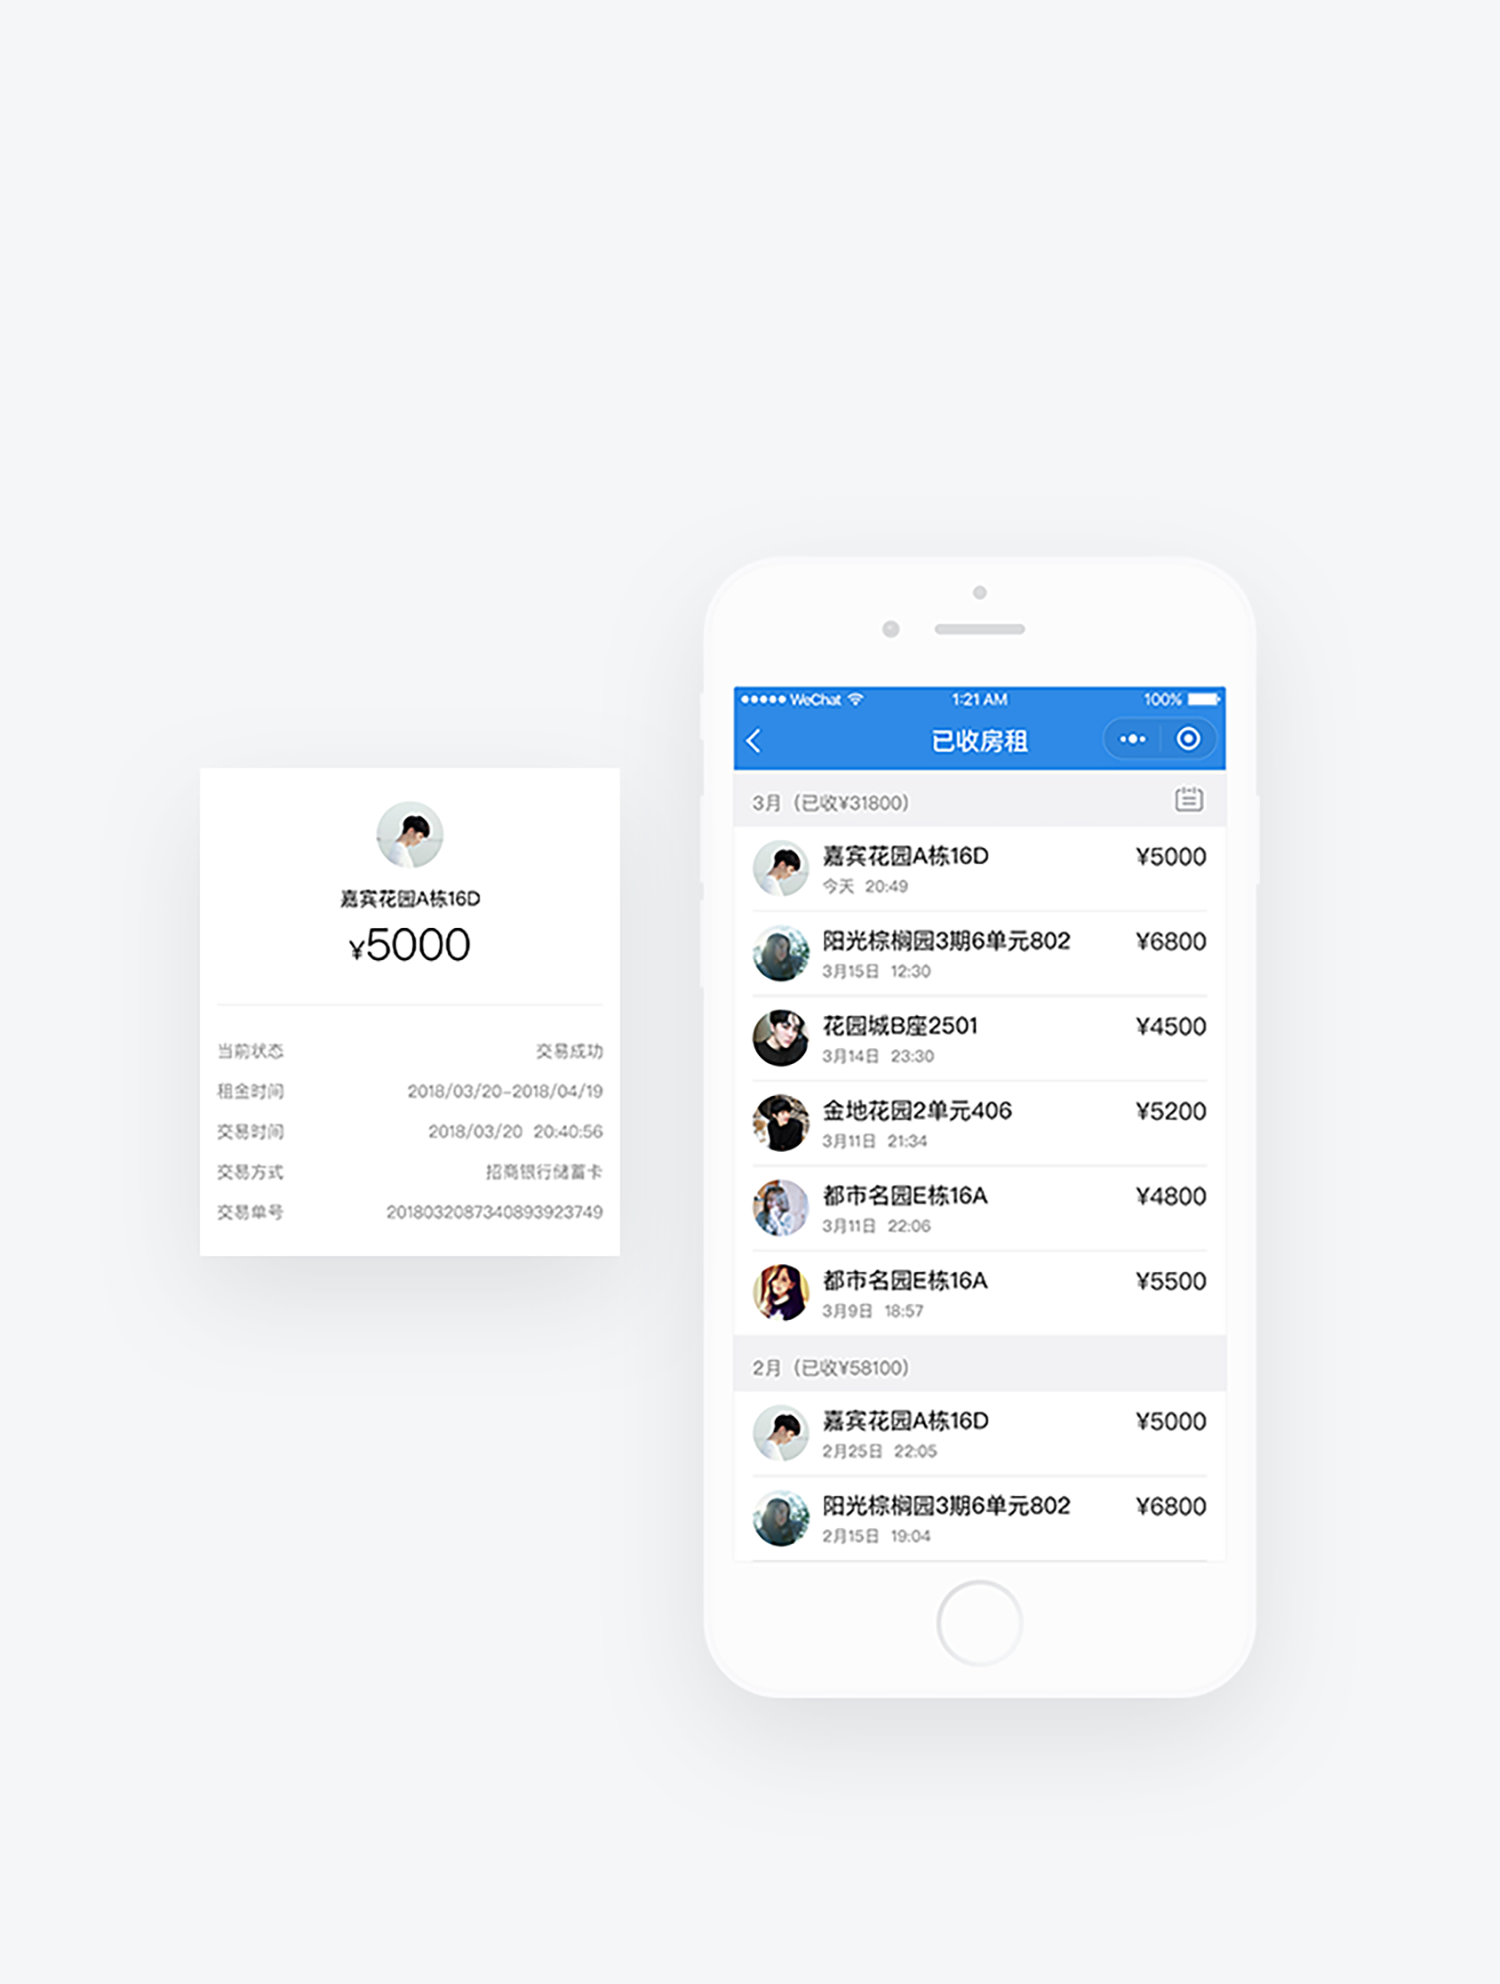 嘉宾花园A栋16D
¥5000
当前状态 交易成功
租金时间 2018/03/20-2018/04/19
交易时间 2018/03/20 20:40:56
交易方式 招商银行储蓄卡
交易单号 2018032087340893923749
WeChat 1:21 AM 100%
已收房租
3月（已收¥31800）
嘉宾花园A栋16D ¥5000
今天 20:49
阳光棕榈园3期6单元802 ¥6800
3月15日 12:30
花园城B座2501 ¥4500
3月14日 23:30
金地花园2单元406 ¥5200
3月11日 21:34
都市名园E栋16A ¥4800
3月11日 22:06
都市名园E栋16A ¥5500
3月9日 18:57
2月（已收¥58100）
嘉宾花园A栋16D ¥5000
2月25日 22:05
阳光棕榈园3期6单元802 ¥6800
2月15日 19:04